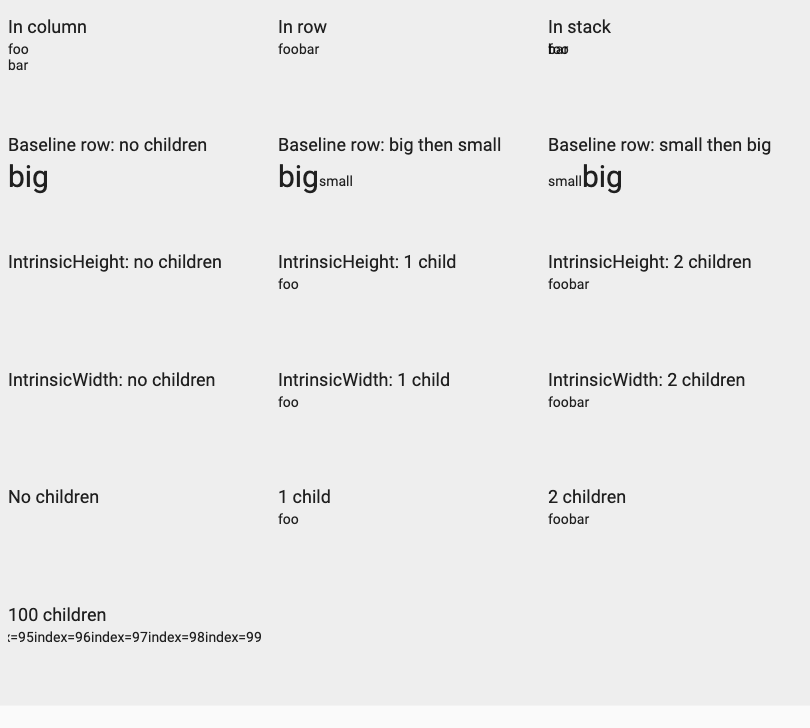 In column
foo
bar
In row
foobar
In stack
Baseline row: no children
big
Baseline row: big then small
bigsmall
Baseline row: small then big
smallbig
IntrinsicHeight: no children
IntrinsicHeight: 1 child
foo
IntrinsicHeight: 2 children
foobar
IntrinsicWidth: no children
IntrinsicWidth: 1 child
foo
IntrinsicWidth: 2 children
foobar
No children
1 child
foo
2 children
foobar
100 children
x=95index=96index=97index=98index=99